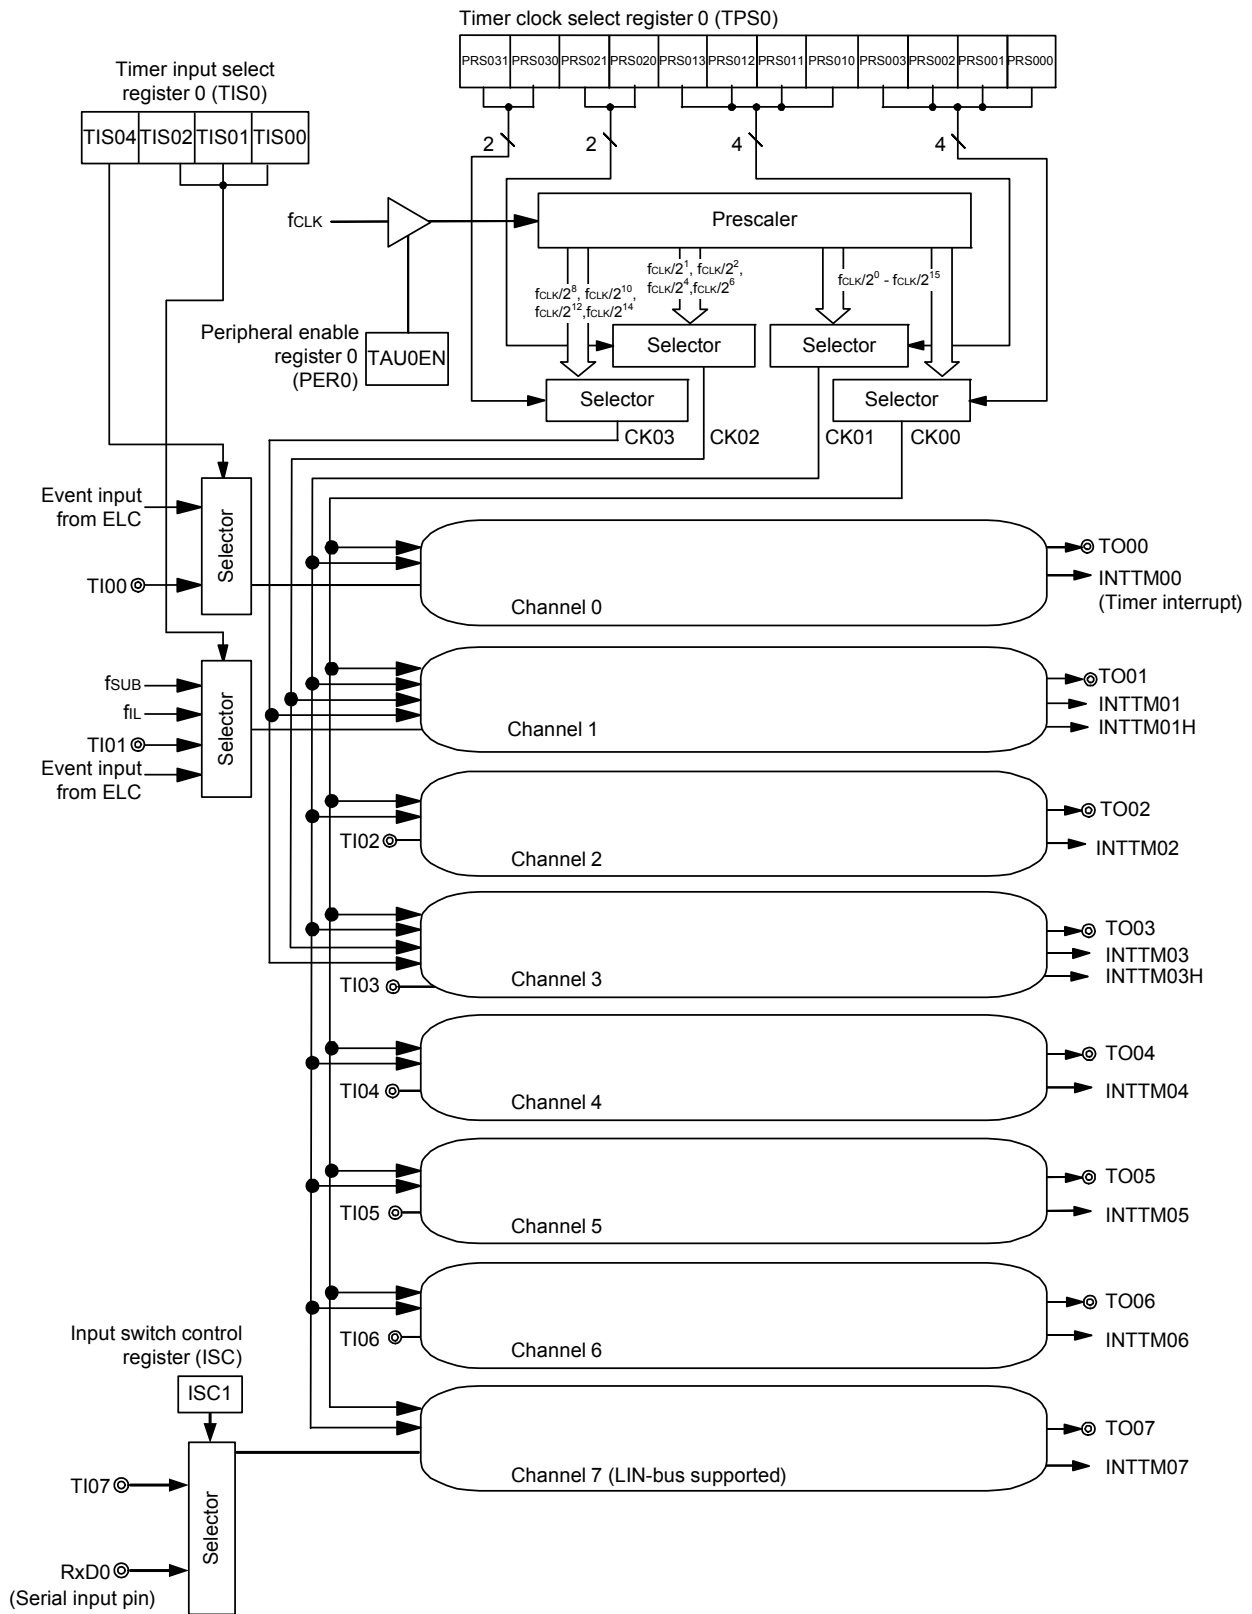 Timer clock select register 0 (TPS0)
PRS031 PRS030 PRS021 PRS020 PRS013 PRS012 PRS011 PRS010 PRS003 PRS002 PRS001 PRS000
Timer input select
register 0 (TIS0)
TIS04 TIS02 TIS01 TIS00
2 2 4 4
fCLK
Prescaler
fCLK/2^8, fCLK/2^10,
fCLK/2^12,fCLK/2^14
fCLK/2^1, fCLK/2^2,
fCLK/2^4,fCLK/2^6
fCLK/2^0 - fCLK/2^15
Peripheral enable
register 0
(PER0)
TAU0EN
Selector Selector
Selector Selector
CK03 CK02 CK01 CK00
Event input
from ELC
TI00
Selector
Channel 0
TO00
INTTM00
(Timer interrupt)
fSUB
fIL
TI01
Event input
from ELC
Selector
Channel 1
TO01
INTTM01
INTTM01H
TI02
Channel 2
TO02
INTTM02
TI03
Channel 3
TO03
INTTM03
INTTM03H
TI04
Channel 4
TO04
INTTM04
TI05
Channel 5
TO05
INTTM05
TI06
Channel 6
TO06
INTTM06
Input switch control
register (ISC)
ISC1
TI07
RxD0
(Serial input pin)
Selector
Channel 7 (LIN-bus supported)
TO07
INTTM07